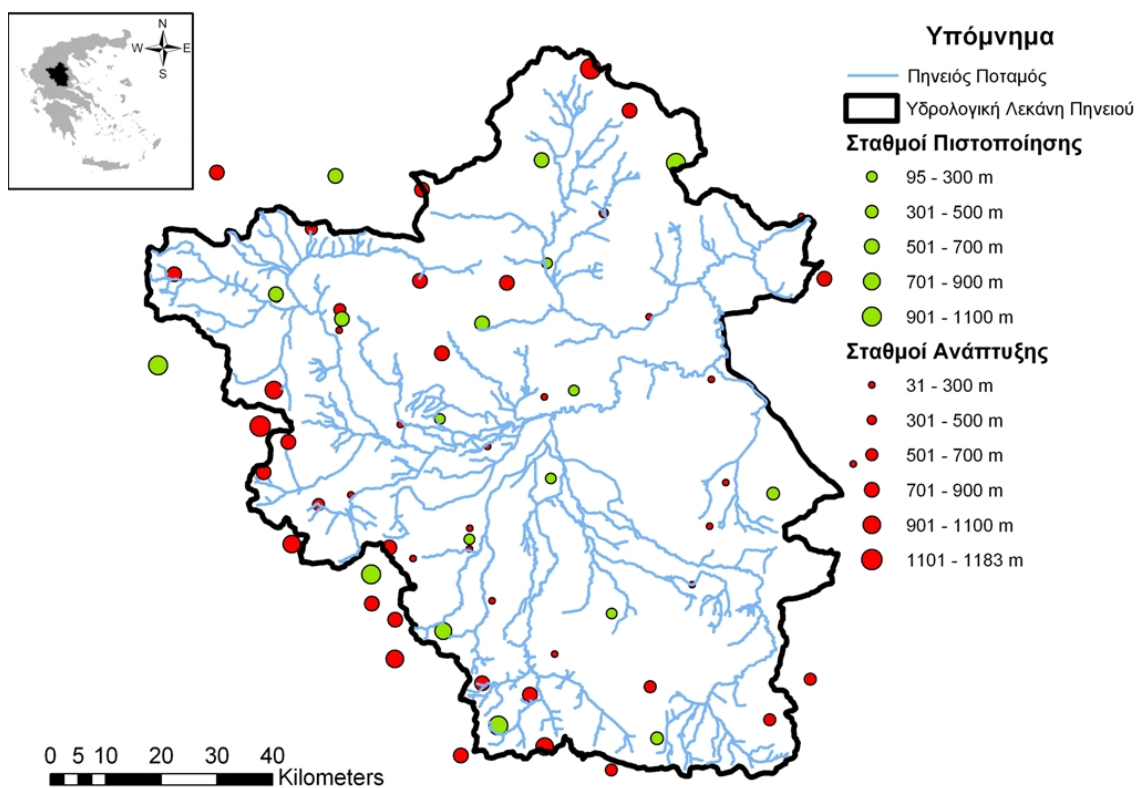 N
W E
S
Υπόμνημα
Πηνειός Ποταμός
Υδρολογική Λεκάνη Πηνειού
Σταθμοί Πιστοποίησης
95 - 300 m
301 - 500 m
501 - 700 m
701 - 900 m
901 - 1100 m
Σταθμοί Ανάπτυξης
31 - 300 m
301 - 500 m
501 - 700 m
701 - 900 m
901 - 1100 m
1101 - 1183 m
0 5 10 20 30 40
Kilometers